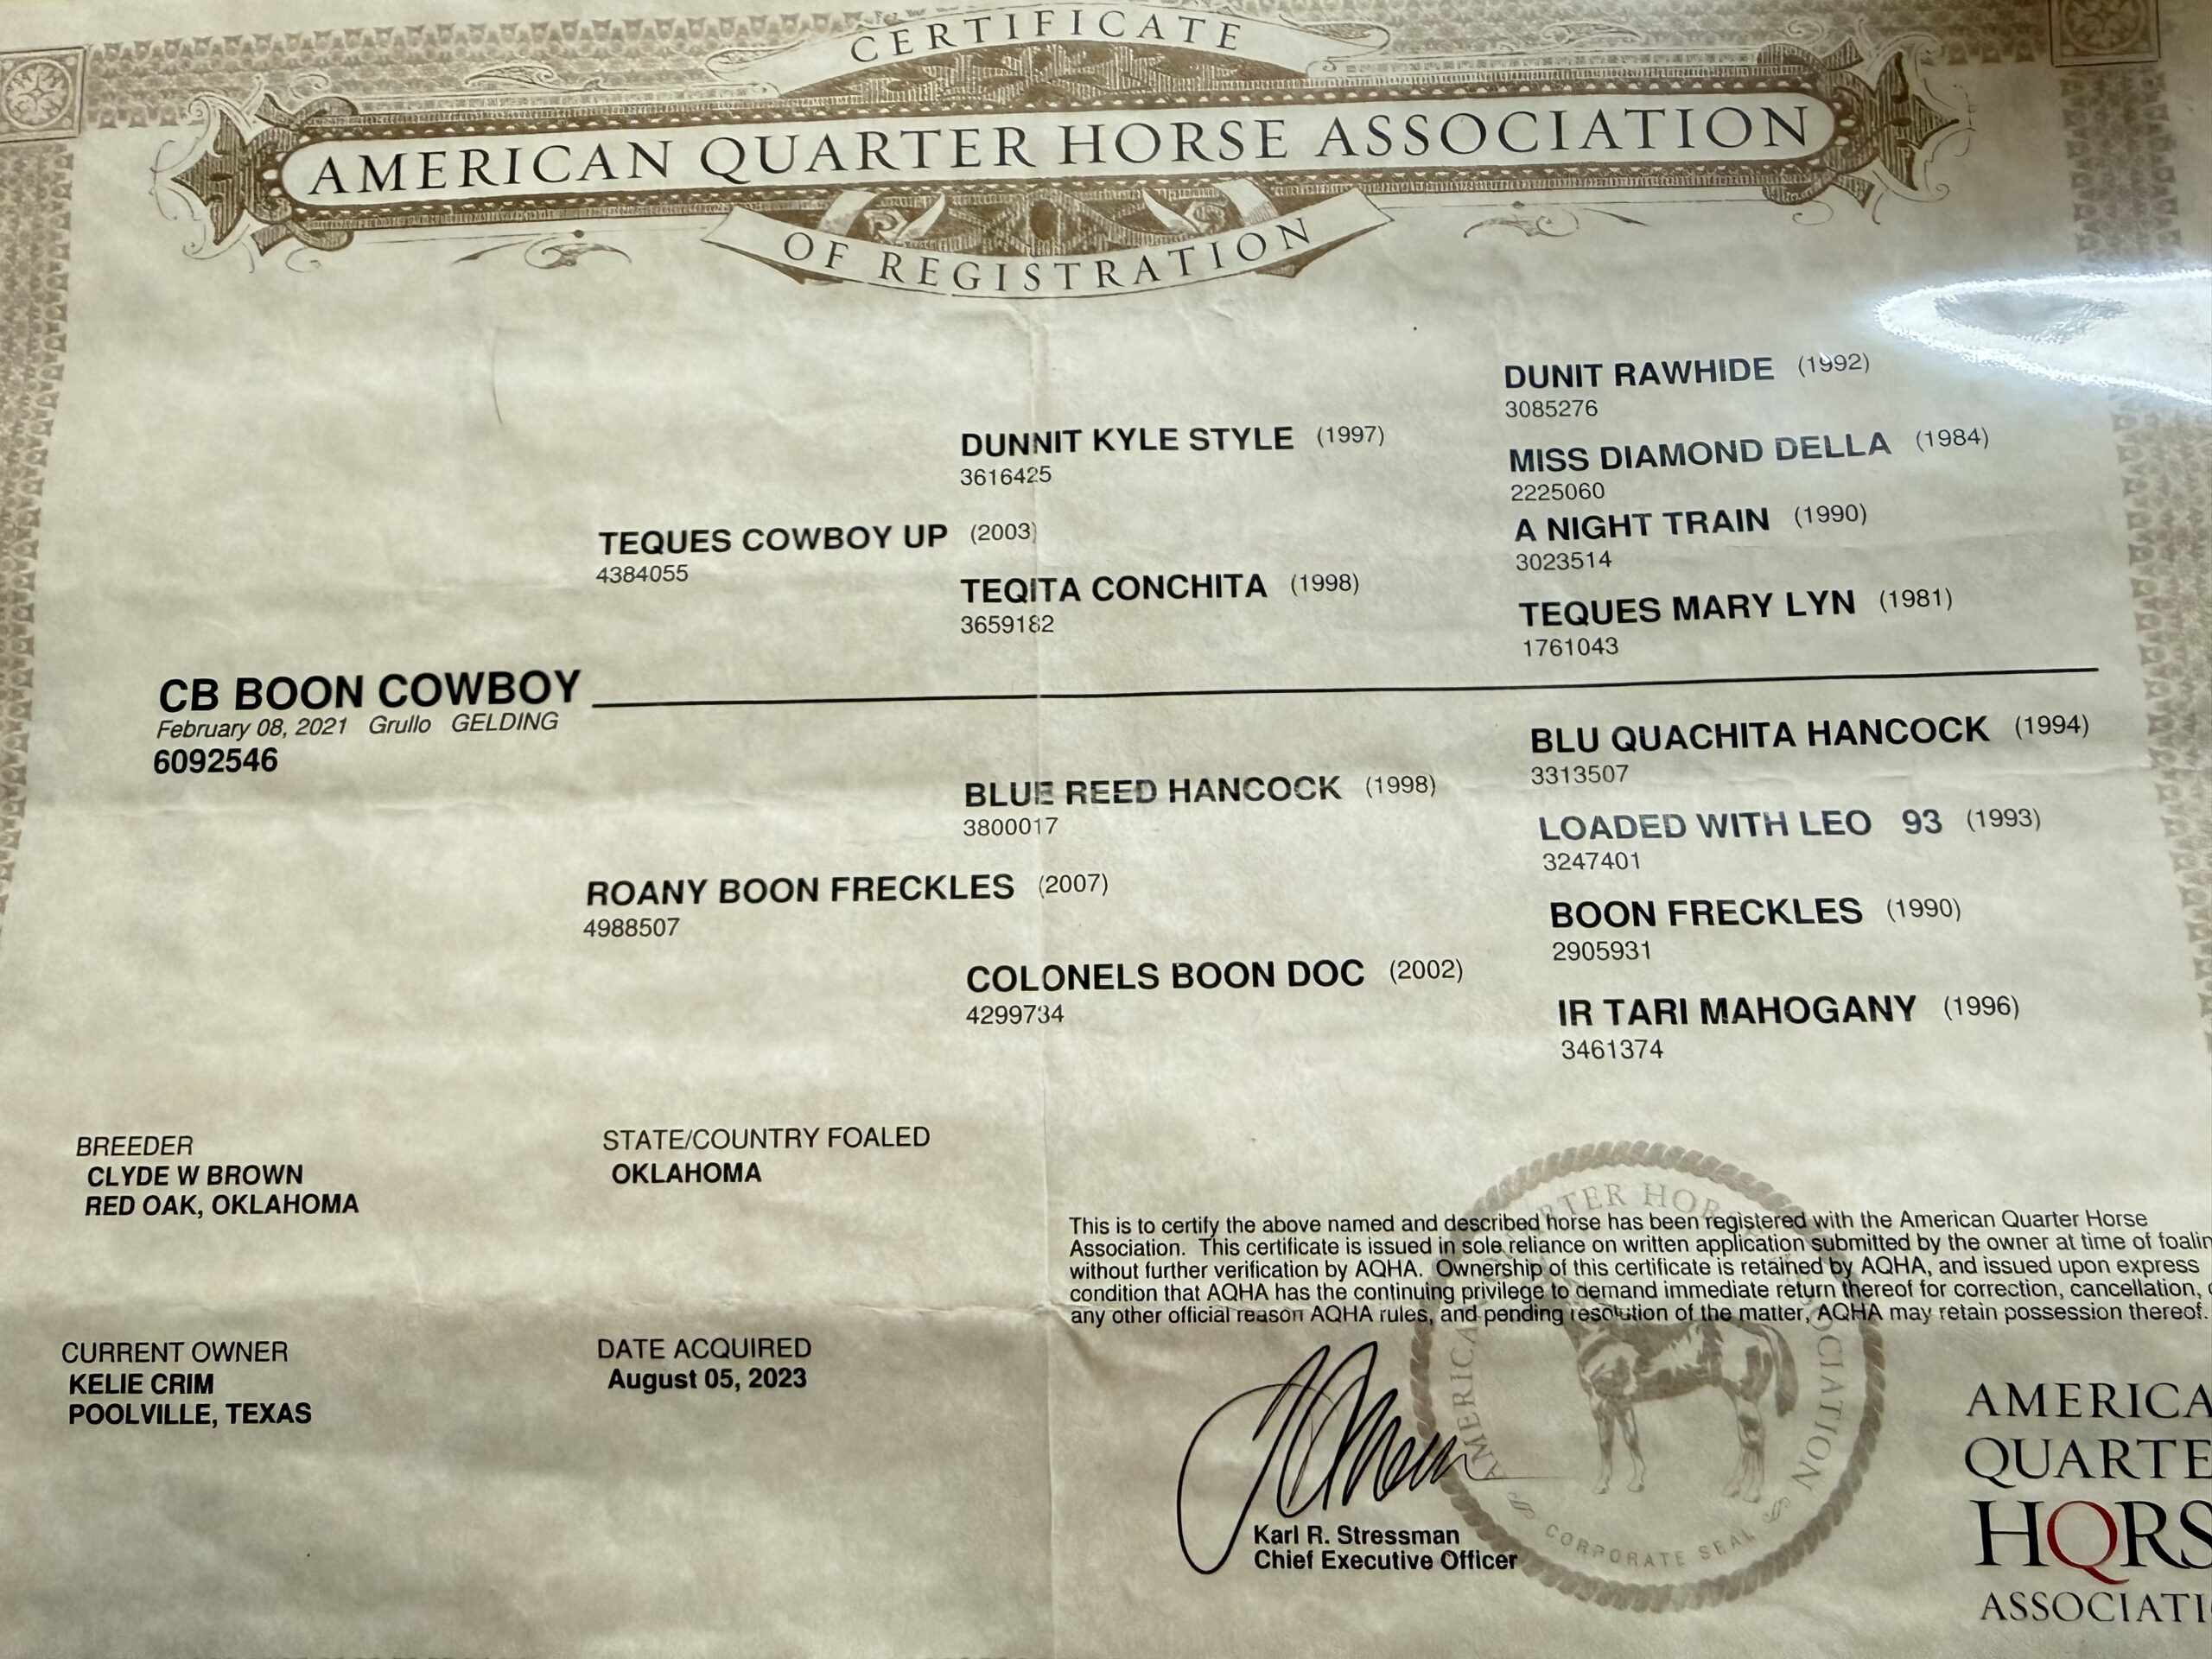 CERTIFICATE
AMERICAN QUARTER HORSE ASSOCIATION
OF REGISTRATION
DUNIT RAWHIDE (1992)
3085276
DUNNIT KYLE STYLE (1997)
3616425
MISS DIAMOND DELLA (1984)
2225060
TEQUES COWBOY UP (2003)
4384055
A NIGHT TRAIN (1990)
3023514
TEQITA CONCHITA (1998)
3659182
TEQUES MARY LYN (1981)
1761043
CB BOON COWBOY
February 08, 2021 Grullo GELDING
6092546
BLU QUACHITA HANCOCK (1994)
3313507
BLUE REED HANCOCK (1998)
3800017
LOADED WITH LEO 93 (1993)
3247401
ROANY BOON FRECKLES (2007)
4988507
BOON FRECKLES (1990)
2905931
COLONELS BOON DOC (2002)
4299734
IR TARI MAHOGANY (1996)
3461374
BREEDER
CLYDE W BROWN
RED OAK, OKLAHOMA
STATE/COUNTRY FOALED
OKLAHOMA
This is to certify the above named and described horse has been registered with the American Quarter Horse
Association. This certificate is issued in sole reliance on written application submitted by the owner at time of foalin
without further verification by AQHA. Ownership of this certificate is retained by AQHA, and issued upon express
condition that AQHA has the continuing privilege to demand immediate return thereof for correction, cancellation,
any other official reason AQHA rules, and pending resolution of the matter, AQHA may retain possession thereof.
CURRENT OWNER
KELIE CRIM
POOLVILLE, TEXAS
DATE ACQUIRED
August 05, 2023
Karl R. Stressman
Chief Executive Officer
CORPORATE SEAL
AMERICA
QUARTE
HORS
ASSOCIATI